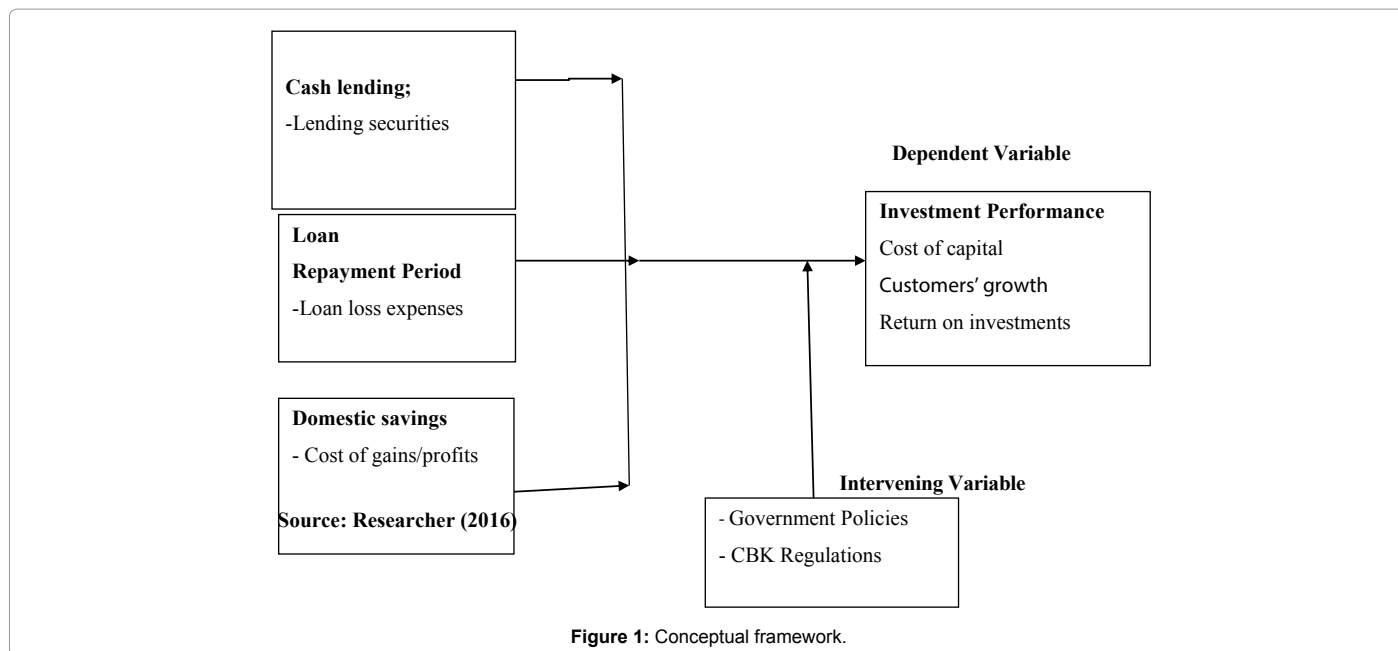 Cash lending;
-Lending securities
Loan
Repayment Period
-Loan loss expenses
Domestic savings
- Cost of gains/profits
Source: Researcher (2016)
Dependent Variable
Investment Performance
Cost of capital
Customers’ growth
Return on investments
Intervening Variable
- Government Policies
- CBK Regulations
Figure 1: Conceptual framework.